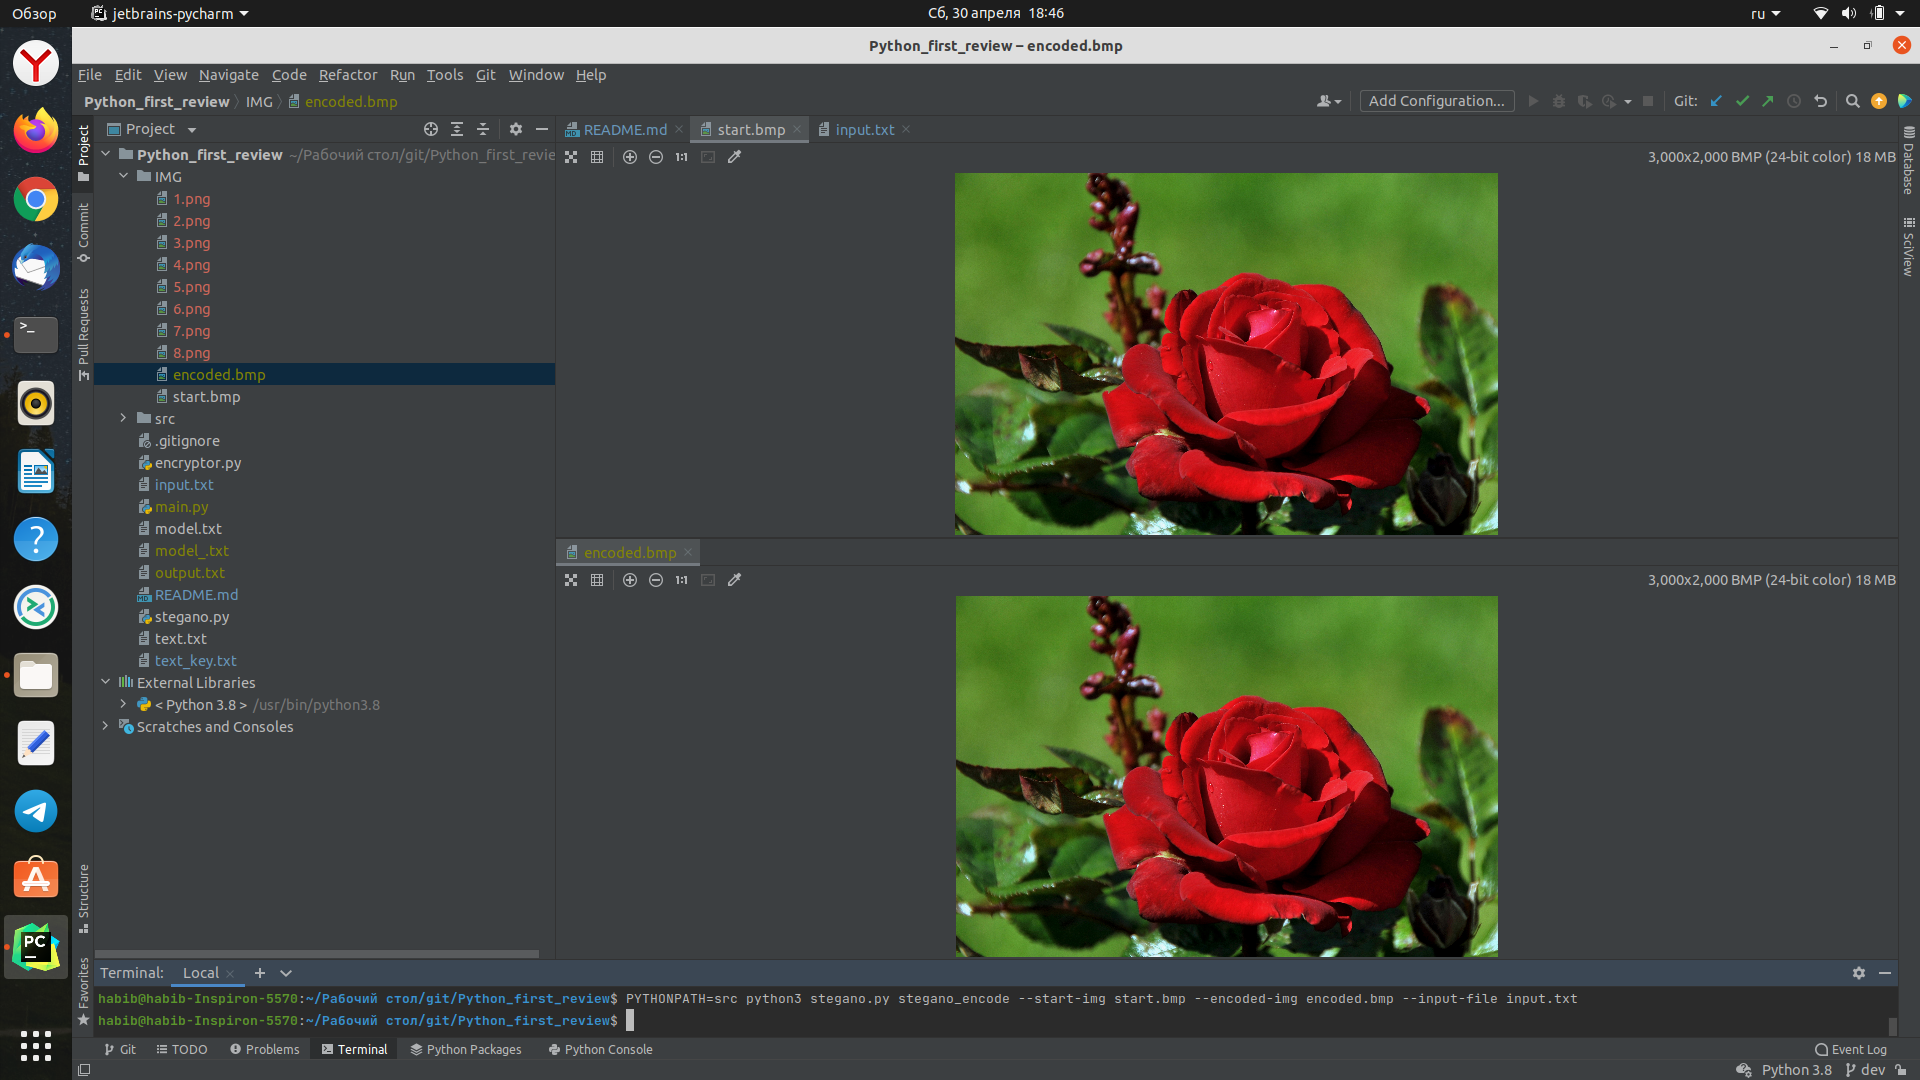 Обзор jetbrains-pycharm Сб, 30 апреля 18:46 ru
Python_first_review – encoded.bmp
File Edit View Navigate Code Refactor Run Tools Git Window Help
Python_first_review IMG encoded.bmp Add Configuration... Git:
Project
Project
Commit
Pull Requests
Structure
Favorites
Python_first_review ~/Рабочий стол/git/Python_first_revie
IMG
1.png
2.png
3.png
4.png
5.png
6.png
7.png
8.png
encoded.bmp
start.bmp
src
.gitignore
encryptor.py
input.txt
main.py
model.txt
model_.txt
output.txt
README.md
stegano.py
text.txt
text_key.txt
External Libraries
< Python 3.8 > /usr/bin/python3.8
Scratches and Consoles
README.md start.bmp input.txt
1:1 3,000x2,000 BMP (24-bit color) 18 MB
encoded.bmp
1:1 3,000x2,000 BMP (24-bit color) 18 MB
Database
SciView
Terminal: Local
habib@habib-Inspiron-5570:~/Рабочий стол/git/Python_first_review$ PYTHONPATH=src python3 stegano.py stegano_encode --start-img start.bmp --encoded-img encoded.bmp --input-file input.txt
habib@habib-Inspiron-5570:~/Рабочий стол/git/Python_first_review$
Git TODO Problems Terminal Python Packages Python Console Event Log
Python 3.8 dev
PC